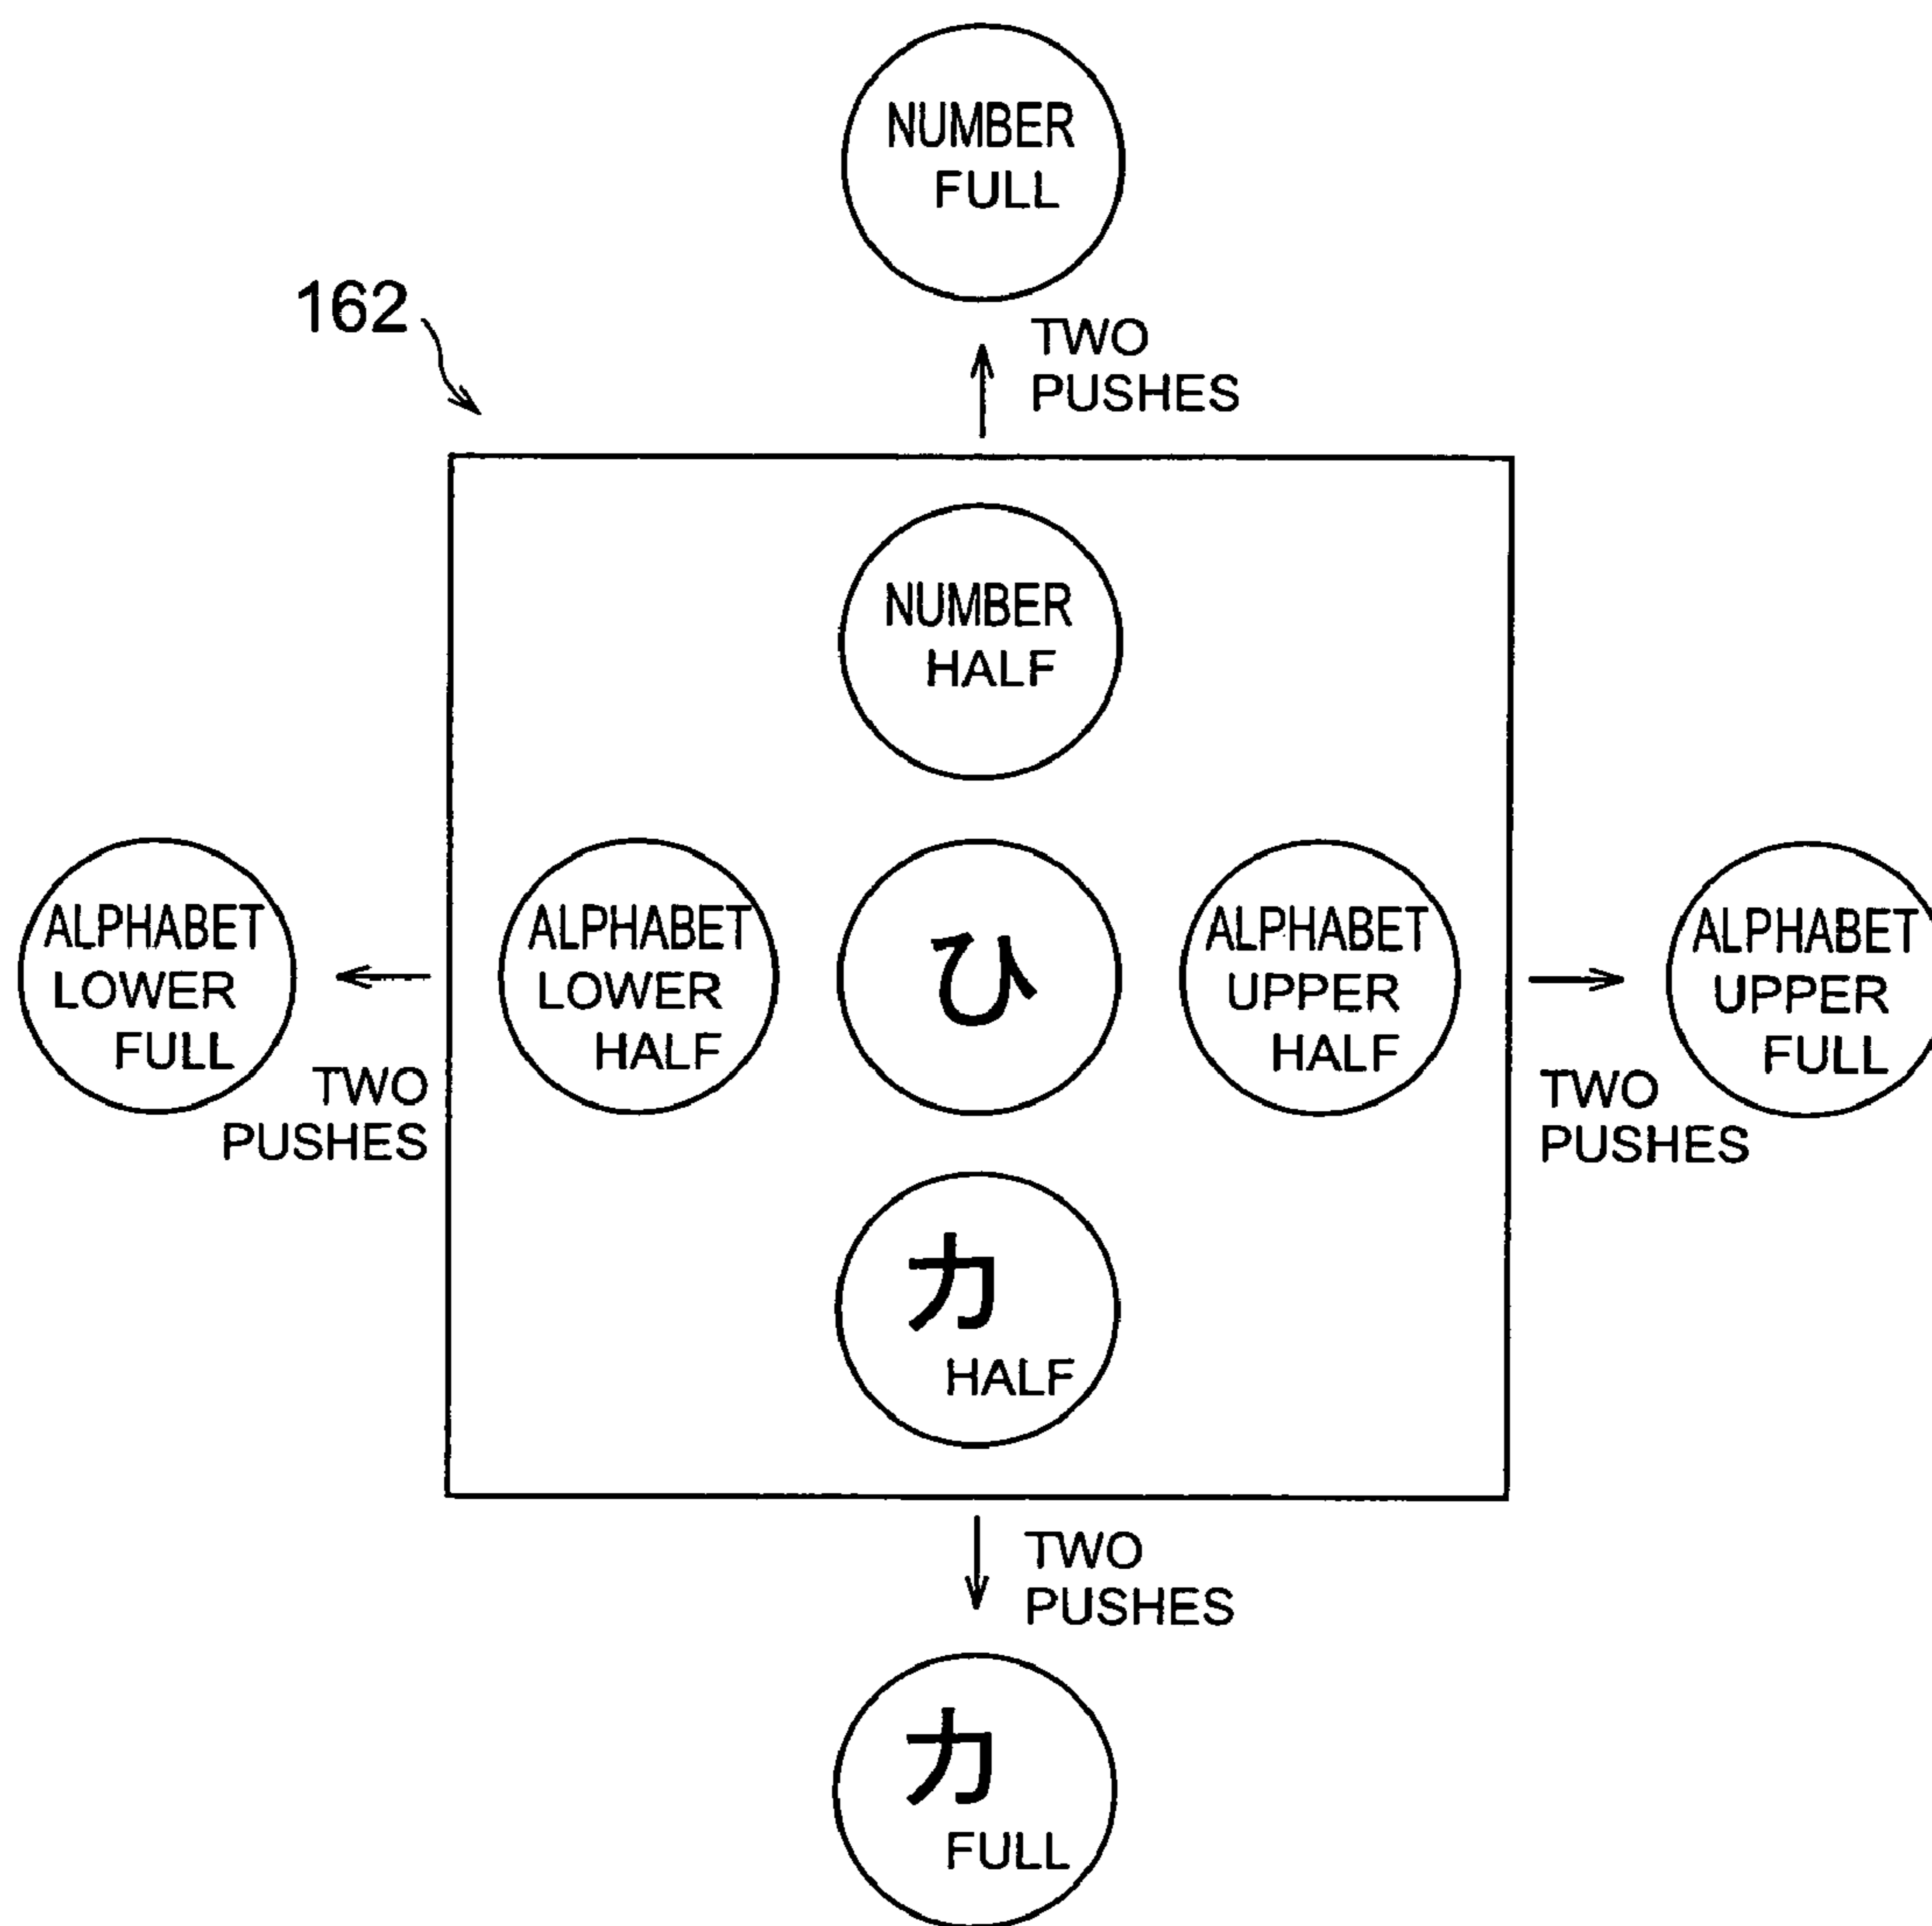 NUMBER
FULL
162
TWO
PUSHES
NUMBER
HALF
ALPHABET
LOWER
FULL
TWO
PUSHES
ALPHABET
LOWER
HALF
ひ
ALPHABET
UPPER
HALF
ALPHABET
UPPER
FULL
TWO
PUSHES
カ
HALF
TWO
PUSHES
カ
FULL